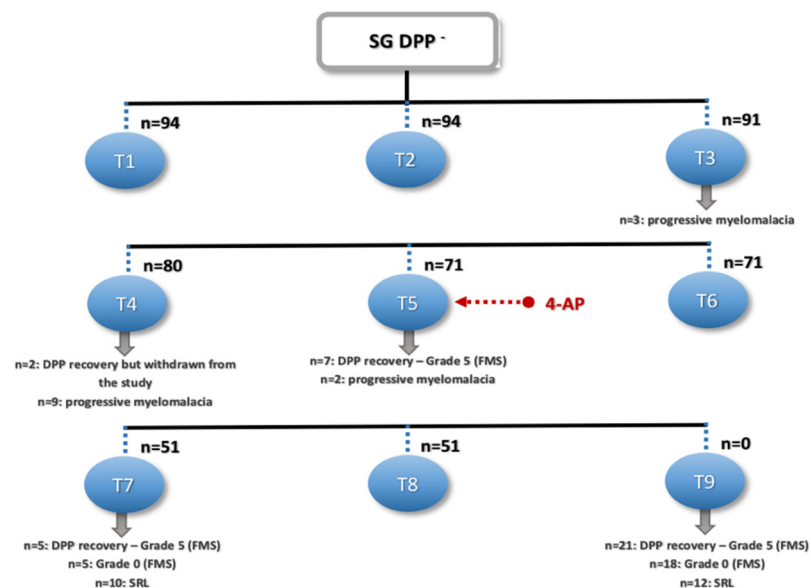 SG DPP -
n=94
n=94
n=91
T1
T2
T3
n=3: progressive myelomalacia
n=80
n=71
n=71
T4
T5
4-AP
T6
n=2: DPP recovery but withdrawn from
the study
n=9: progressive myelomalacia
n=7: DPP recovery – Grade 5 (FMS)
n=2: progressive myelomalacia
n=51
n=51
n=0
T7
T8
T9
n=5: DPP recovery – Grade 5 (FMS)
n=5: Grade 0 (FMS)
n=10: SRL
n=21: DPP recovery – Grade 5 (FMS)
n=18: Grade 0 (FMS)
n=12: SRL